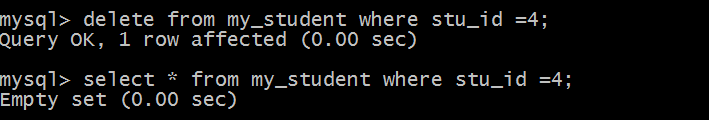 mysql> delete from my_student where stu_id =4;
Query OK, 1 row affected (0.00 sec)
mysql> select * from my_student where stu_id =4;
Empty set (0.00 sec)